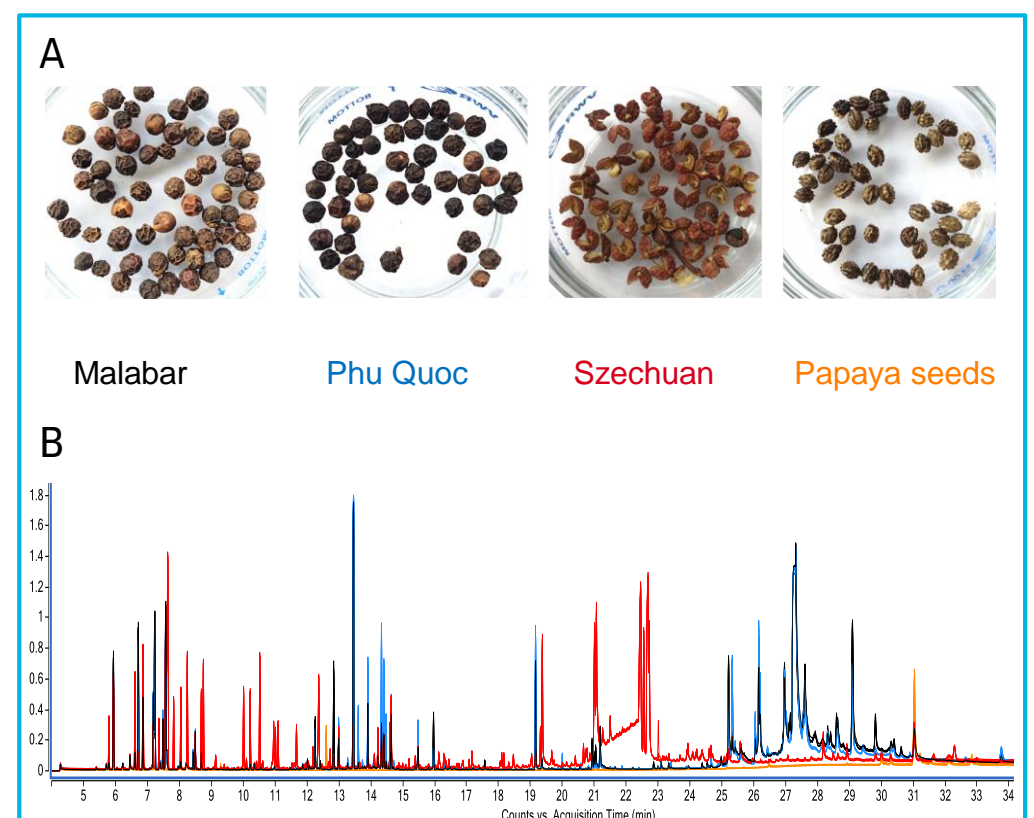 A
MOTTOB
MOTTOB
Malabar
Phu Quoc
Szechuan
Papaya seeds
B
1.8
1.6
1.4
1.2
1
0.8
0.6
0.4
0.2
0
5 6 7 8 9 10 11 12 13 14 15 16 17 18 19 20 21 22 23 24 25 26 27 28 29 30 31 32 33 34
Counts vs. Acquisition Time (min)